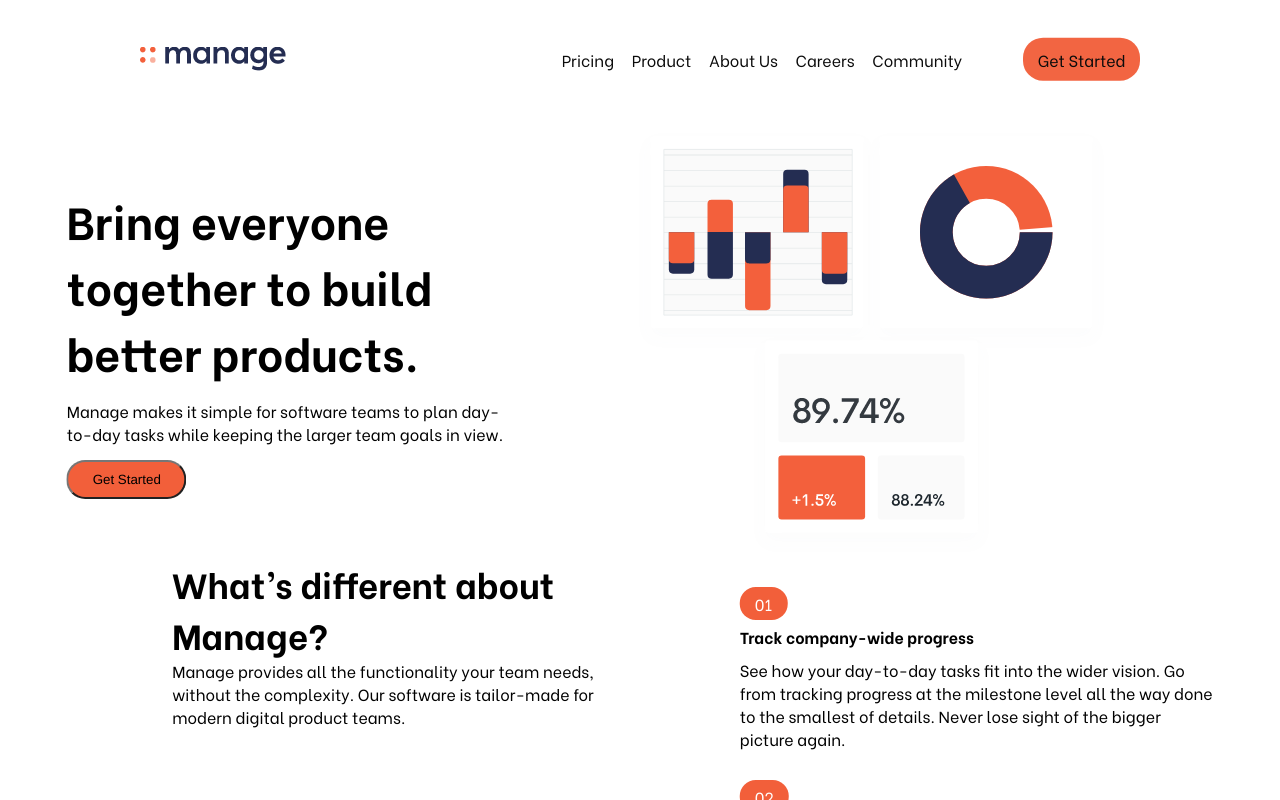 manage
Pricing Product About Us Careers Community
Get Started
Bring everyone
together to build
better products.
Manage makes it simple for software teams to plan day-
to-day tasks while keeping the larger team goals in view.
Get Started
89.74%
+1.5%
88.24%
What's different about
Manage?
Manage provides all the functionality your team needs,
without the complexity. Our software is tailor-made for
modern digital product teams.
01
Track company-wide progress
See how your day-to-day tasks fit into the wider vision. Go
from tracking progress at the milestone level all the way done
to the smallest of details. Never lose sight of the bigger
picture again.
02